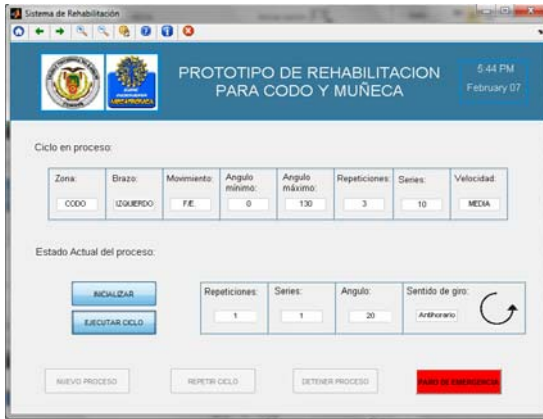 Sistema de Rehabilitación
PROTOTIPO DE REHABILITACION
PARA CODO Y MUÑECA
5:44 PM
February 07
MECATRONICA
Ciclo en proceso:
Zona: Brazo: Movimiento: Angulo mínimo: Angulo máximo: Repeticiones: Series: Velocidad:
CODO IZQUIERDO F/E. 0 130 3 10 MEDIA
Estado Actual del proceso:
INICIALIZAR
EJECUTAR CICLO
Repeticiones: Series: Angulo: Sentido de giro:
1 1 20 Antihorario
NUEVO PROCESO REPETIR CICLO DETENER PROCESO PARO DE EMERGENCIA